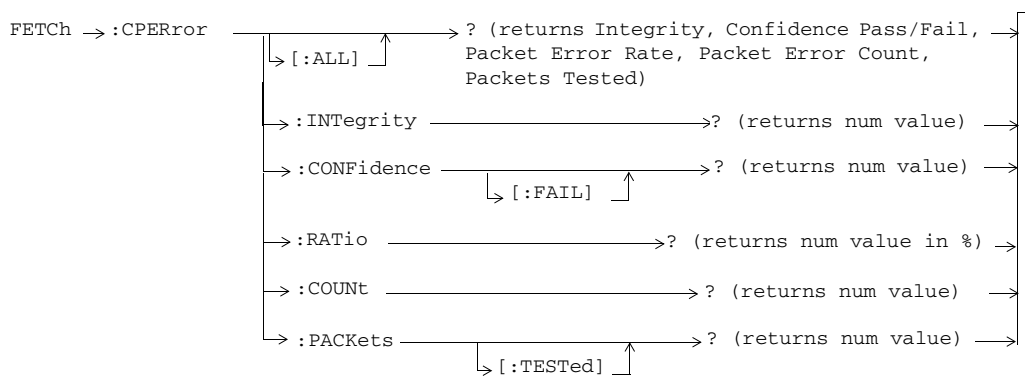 FETCh :CPERror ? (returns Integrity, Confidence Pass/Fail,
[:ALL] Packet Error Rate, Packet Error Count,
Packets Tested)
:INTegrity ? (returns num value)
:CONFidence ? (returns num value)
[:FAIL]
:RATio ? (returns num value in %)
:COUNt ? (returns num value)
:PACKets ? (returns num value)
[:TESTed]